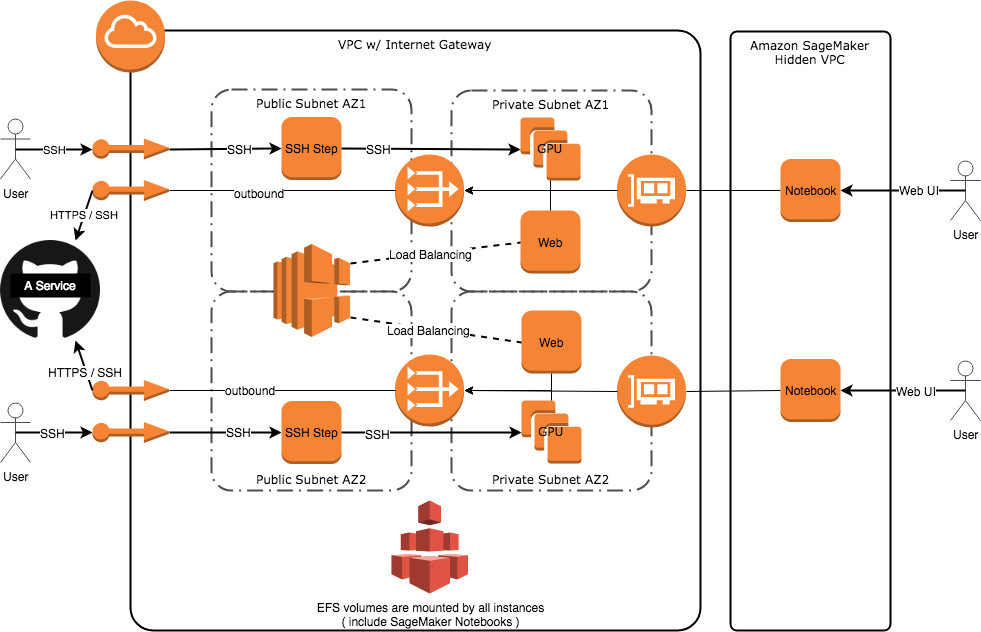 VPC w/ Internet Gateway
Amazon SageMaker
Hidden VPC
Public Subnet AZ1
Private Subnet AZ1
User
SSH
SSH
SSH Step
SSH
GPU
outbound
HTTPS / SSH
Notebook
Web UI
User
Web
Load Balancing
A Service
Load Balancing
Web
HTTPS / SSH
outbound
Notebook
Web UI
User
SSH
SSH
SSH Step
SSH
GPU
User
Public Subnet AZ2
Private Subnet AZ2
EFS volumes are mounted by all instances
( include SageMaker Notebooks )